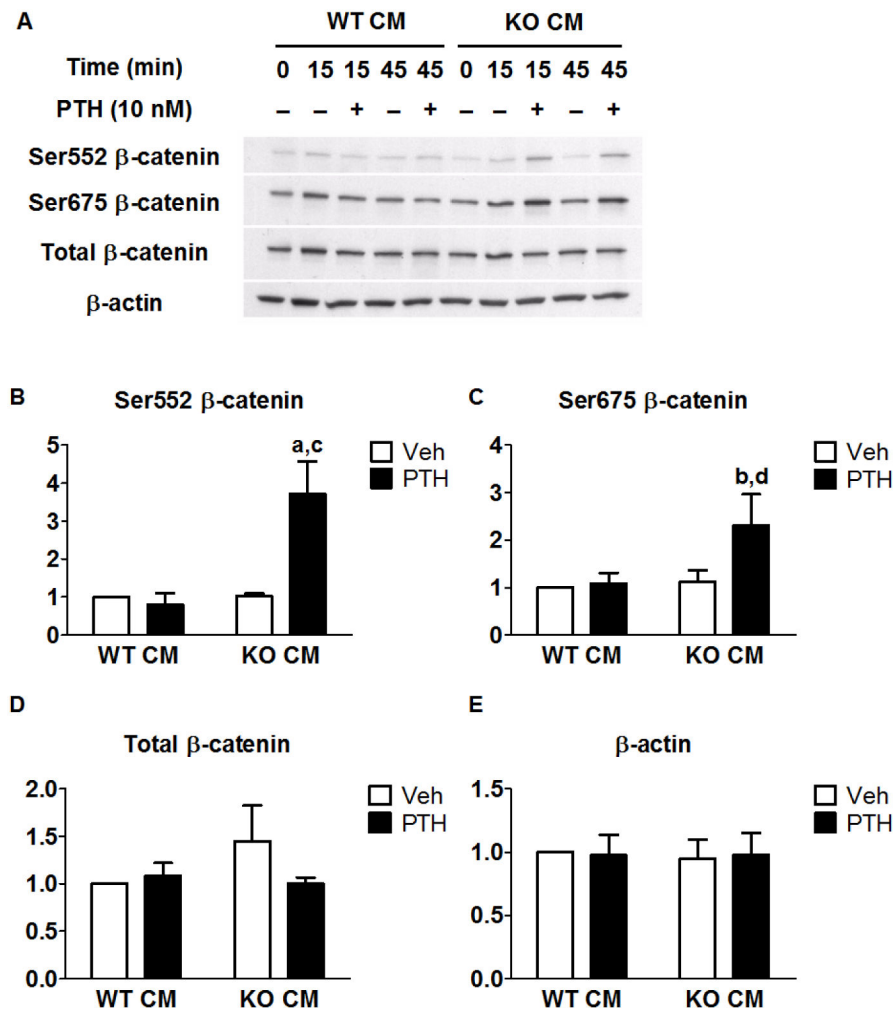 A
WT CM KO CM
Time (min) 0 15 15 45 45 0 15 15 45 45
PTH (10 nM) – – + – + – – + – +
Ser552 β-catenin
Ser675 β-catenin
Total β-catenin
β-actin
B
Ser552 β-catenin
5
4
3
2
1
0
WT CM KO CM
a,c
Veh
PTH
C
Ser675 β-catenin
4
3
2
1
0
WT CM KO CM
b,d
Veh
PTH
D
Total β-catenin
2.0
1.5
1.0
0.5
0.0
WT CM KO CM
Veh
PTH
E
β-actin
1.5
1.0
0.5
0.0
WT CM KO CM
Veh
PTH